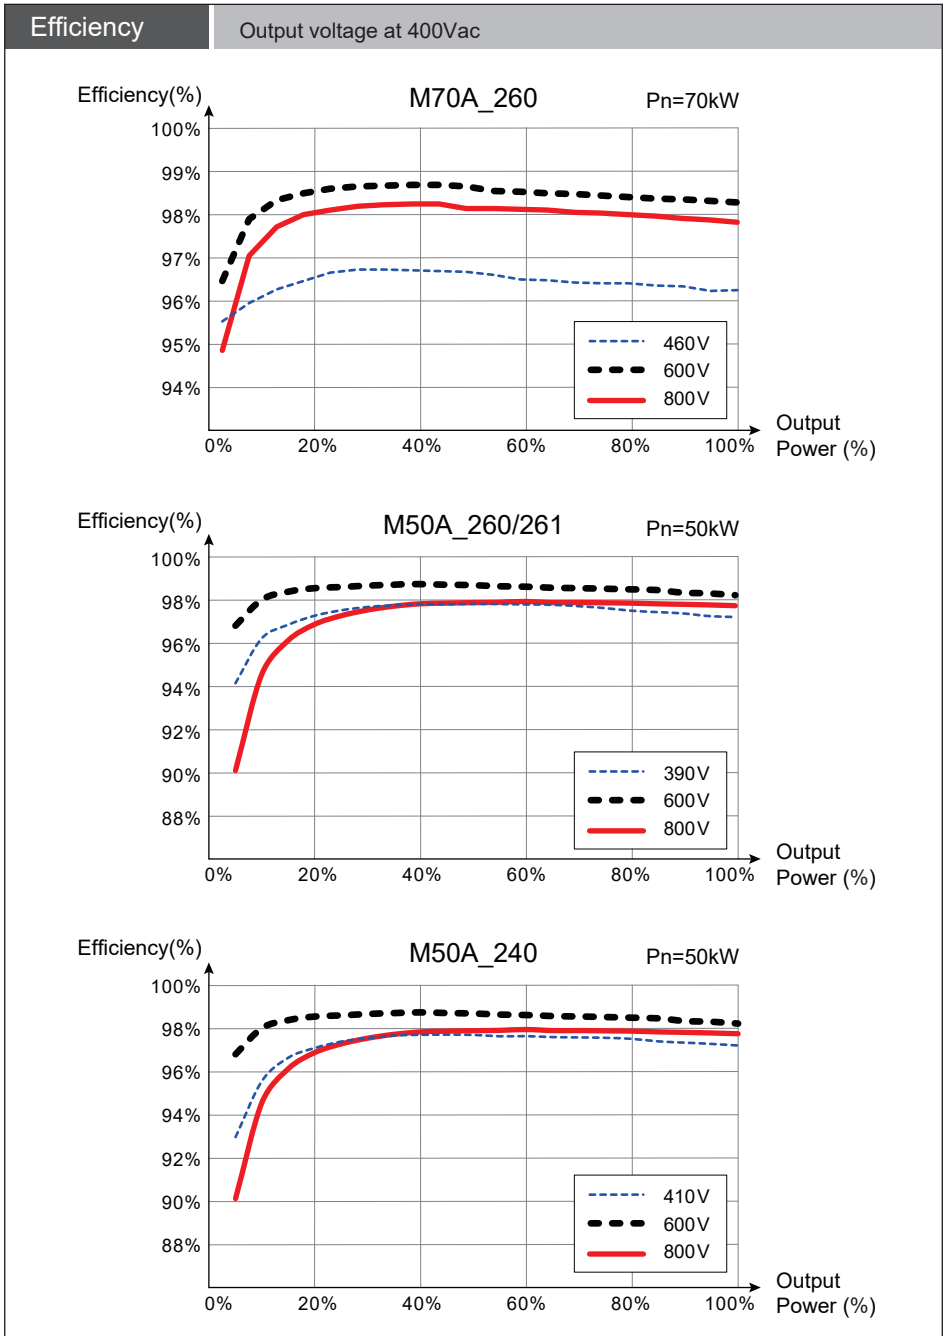 Efficiency
Output voltage at 400Vac
Efficiency(%)
M70A_260
Pn=70kW
100%
99%
98%
97%
96%
95%
94%
460V
600V
800V
0%
20%
40%
60%
80%
100%
Output
Power (%)
Efficiency(%)
M50A_260/261
Pn=50kW
100%
98%
96%
94%
92%
90%
88%
390V
600V
800V
0%
20%
40%
60%
80%
100%
Output
Power (%)
Efficiency(%)
M50A_240
Pn=50kW
100%
98%
96%
94%
92%
90%
88%
410V
600V
800V
0%
20%
40%
60%
80%
100%
Output
Power (%)